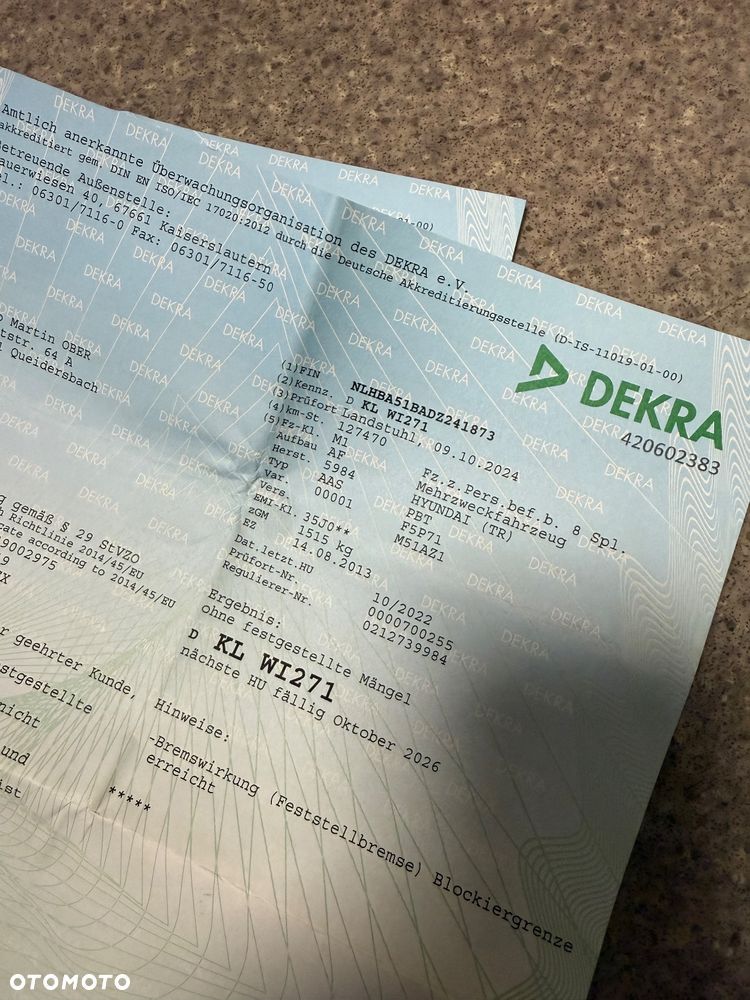 Amtlich anerkannte Überwachungsorganisation des DEKRA e.V.
akkreditiert gem. DIN EN ISO/IEC 17020:2012 durch die Deutsche Akkreditierungsstelle (D-IS-11019-01-00)
Betreuende Außenstelle:
67661 Kaiserslautern
06301/7116-0 Fax: 06301/7116-50
DEKRA
420602383
Martin OBER
str. 64 A
Queidersbach
(1)FIN NLHBA51BADZ241873
(2)Kennz. D KL WI271
(3)Prüfort Landstuhl, 09.10.2024
(4)km-St. 127470
(5)Fz-Kl. M1 Fz.z.Pers.bef.b. 8 Spl.
Aufbau AF Mehrzweckfahrzeug
Herst. 5984 HYUNDAI (TR)
Typ AAS PBT
Var. 00001 F5P71
Vers. M51AZ1
EMI-Kl. 35J0**
zGM 1515 kg
EZ 14.08.2013
Dat.letzt.HU 10/2022
Prüfort-Nr. 0000700255
Regulierer-Nr. 0212739984
g gemäß § 29 StVZO
h Richtlinie 2014/45/EU
cate according to 2014/45/EU
9002975
Ergebnis:
ohne festgestellte Mängel
D KL WI271
nächste HU fällig Oktober 2026
r geehrter Kunde,
stgestellte
nicht
und
ist
Hinweise:
-Bremswirkung (Feststellbremse) Blockiergrenze
erreicht
*****
OTOMOTO